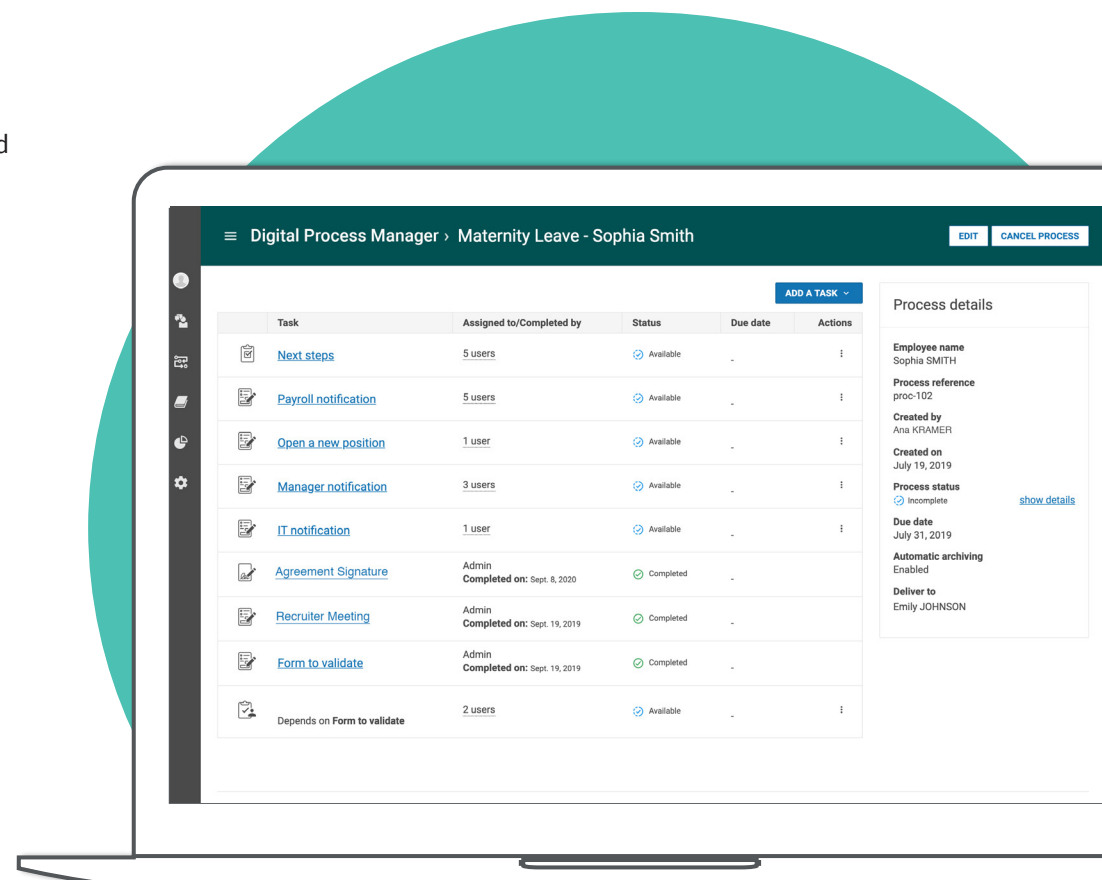 d
Digital Process Manager › Maternity Leave - Sophia Smith
EDIT
CANCEL PROCESS
ADD A TASK
Task Assigned to/Completed by Status Due date Actions
Next steps 5 users Available -
Payroll notification 5 users Available -
Open a new position 1 user Available -
Manager notification 3 users Available -
IT notification 1 user Available -
Agreement Signature Admin Completed -
Completed on: Sept. 8, 2020
Recruiter Meeting Admin Completed -
Completed on: Sept. 19, 2019
Form to validate Admin Completed -
Completed on: Sept. 19, 2019
Depends on Form to validate 2 users Available -
Process details
Employee name
Sophia SMITH
Process reference
proc-102
Created by
Ana KRAMER
Created on
July 19, 2019
Process status
Incomplete show details
Due date
July 31, 2019
Automatic archiving
Enabled
Deliver to
Emily JOHNSON